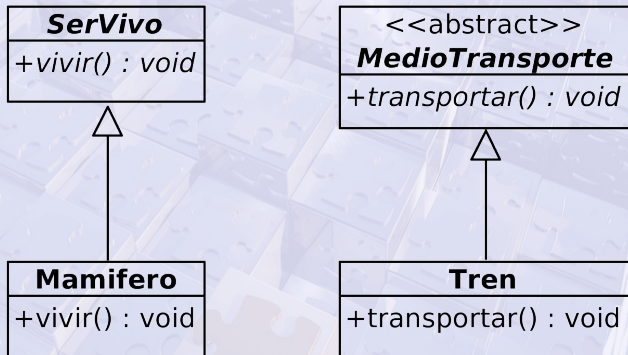 SerVivo
+vivir() : void
<<abstract>>
MedioTransporte
+transportar() : void
Mamifero
+vivir() : void
Tren
+transportar() : void